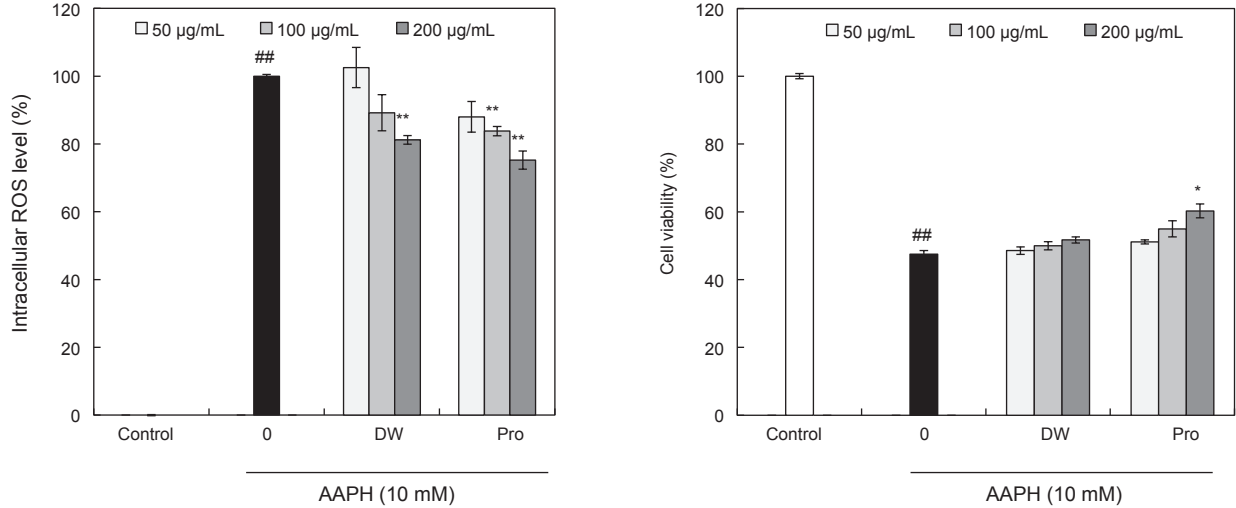 120
100
80
60
40
20
0
Intracellular ROS level (%)
50 µg/mL 100 µg/mL 200 µg/mL
##
**
**
**
Control 0 DW Pro
AAPH (10 mM)
120
100
80
60
40
20
0
Cell viability (%)
50 µg/mL 100 µg/mL 200 µg/mL
##
*
Control 0 DW Pro
AAPH (10 mM)